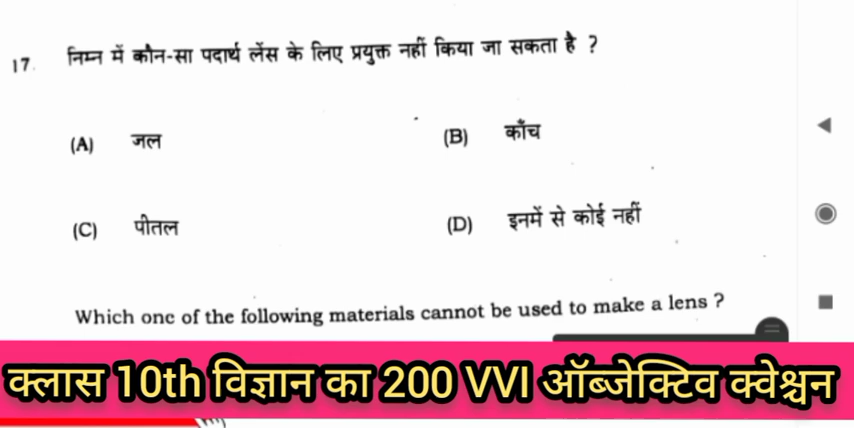 17. निम्न में कौन-सा पदार्थ लेंस के लिए प्रयुक्त नहीं किया जा सकता है ?
(A) जल (B) काँच
(C) पीतल (D) इनमें से कोई नहीं
Which one of the following materials cannot be used to make a lens ?
क्लास 10th विज्ञान का 200 VVI ऑब्जेक्टिव क्वेश्चन